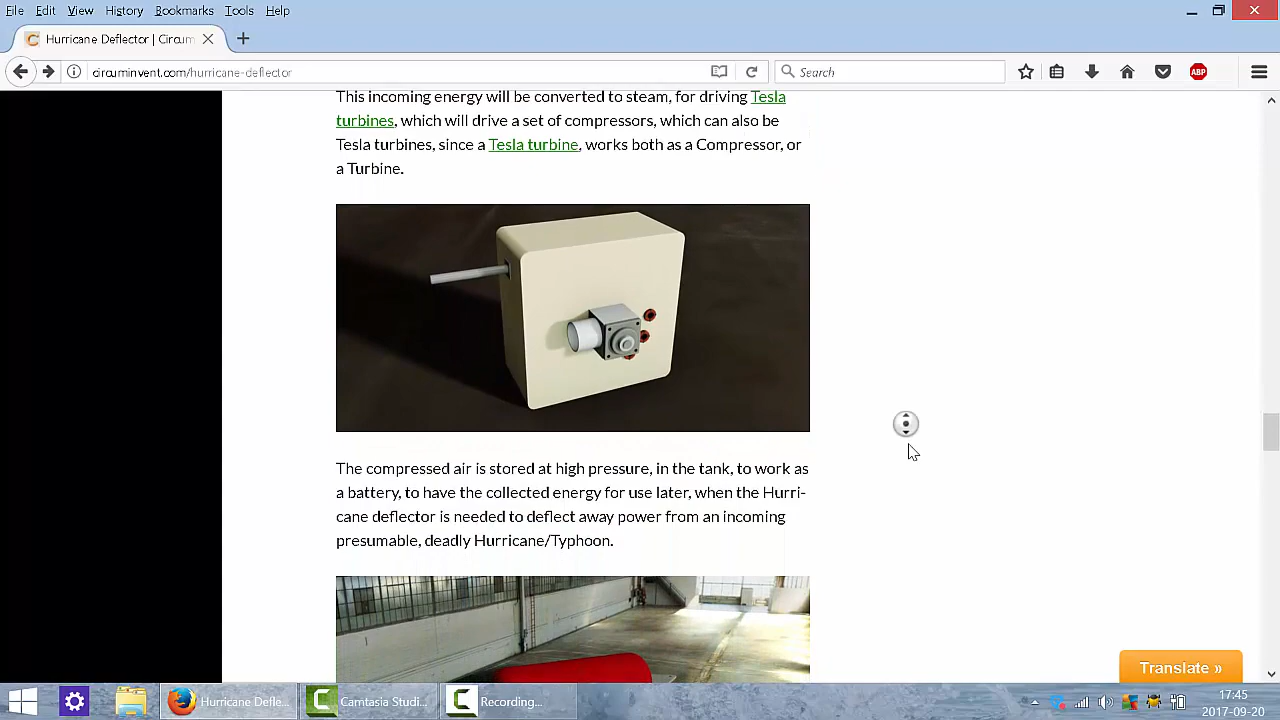 File Edit View History Bookmarks Tools Help
Hurricane Deflector | Circum
circuminvent.com/hurricane-deflector
Search
ABP
This incoming energy will be converted to steam, for driving Tesla
turbines, which will drive a set of compressors, which can also be
Tesla turbines, since a Tesla turbine, works both as a Compressor, or
a Turbine.
The compressed air is stored at high pressure, in the tank, to work as
a battery, to have the collected energy for use later, when the Hurri-
cane deflector is needed to deflect away power from an incoming
presumable, deadly Hurricane/Typhoon.
Translate »
Hurricane Defle...
Camtasia Studi...
Recording...
17:45
2017-09-20